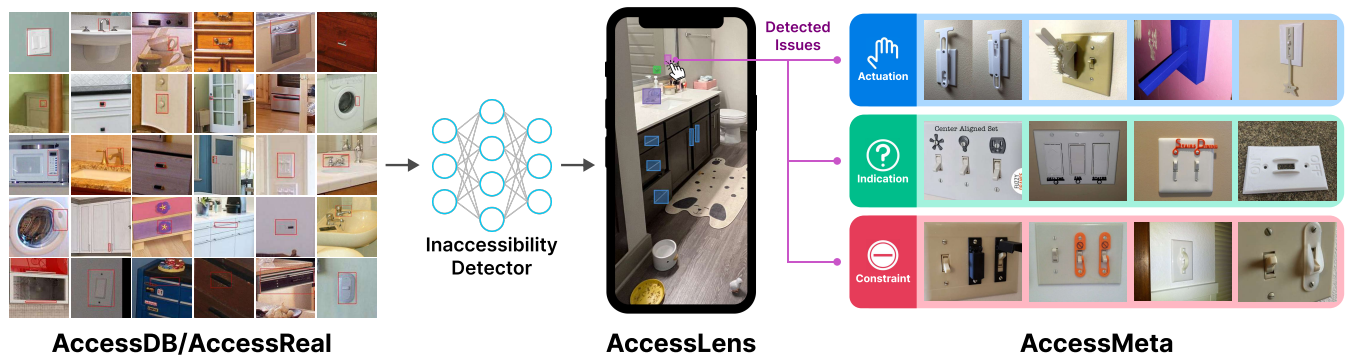 Detected
Issues
Actuation
Center Aligned Set
Indication
Inaccessibility
Detector
Constraint
AccessDB/AccessReal
AccessLens
AccessMeta